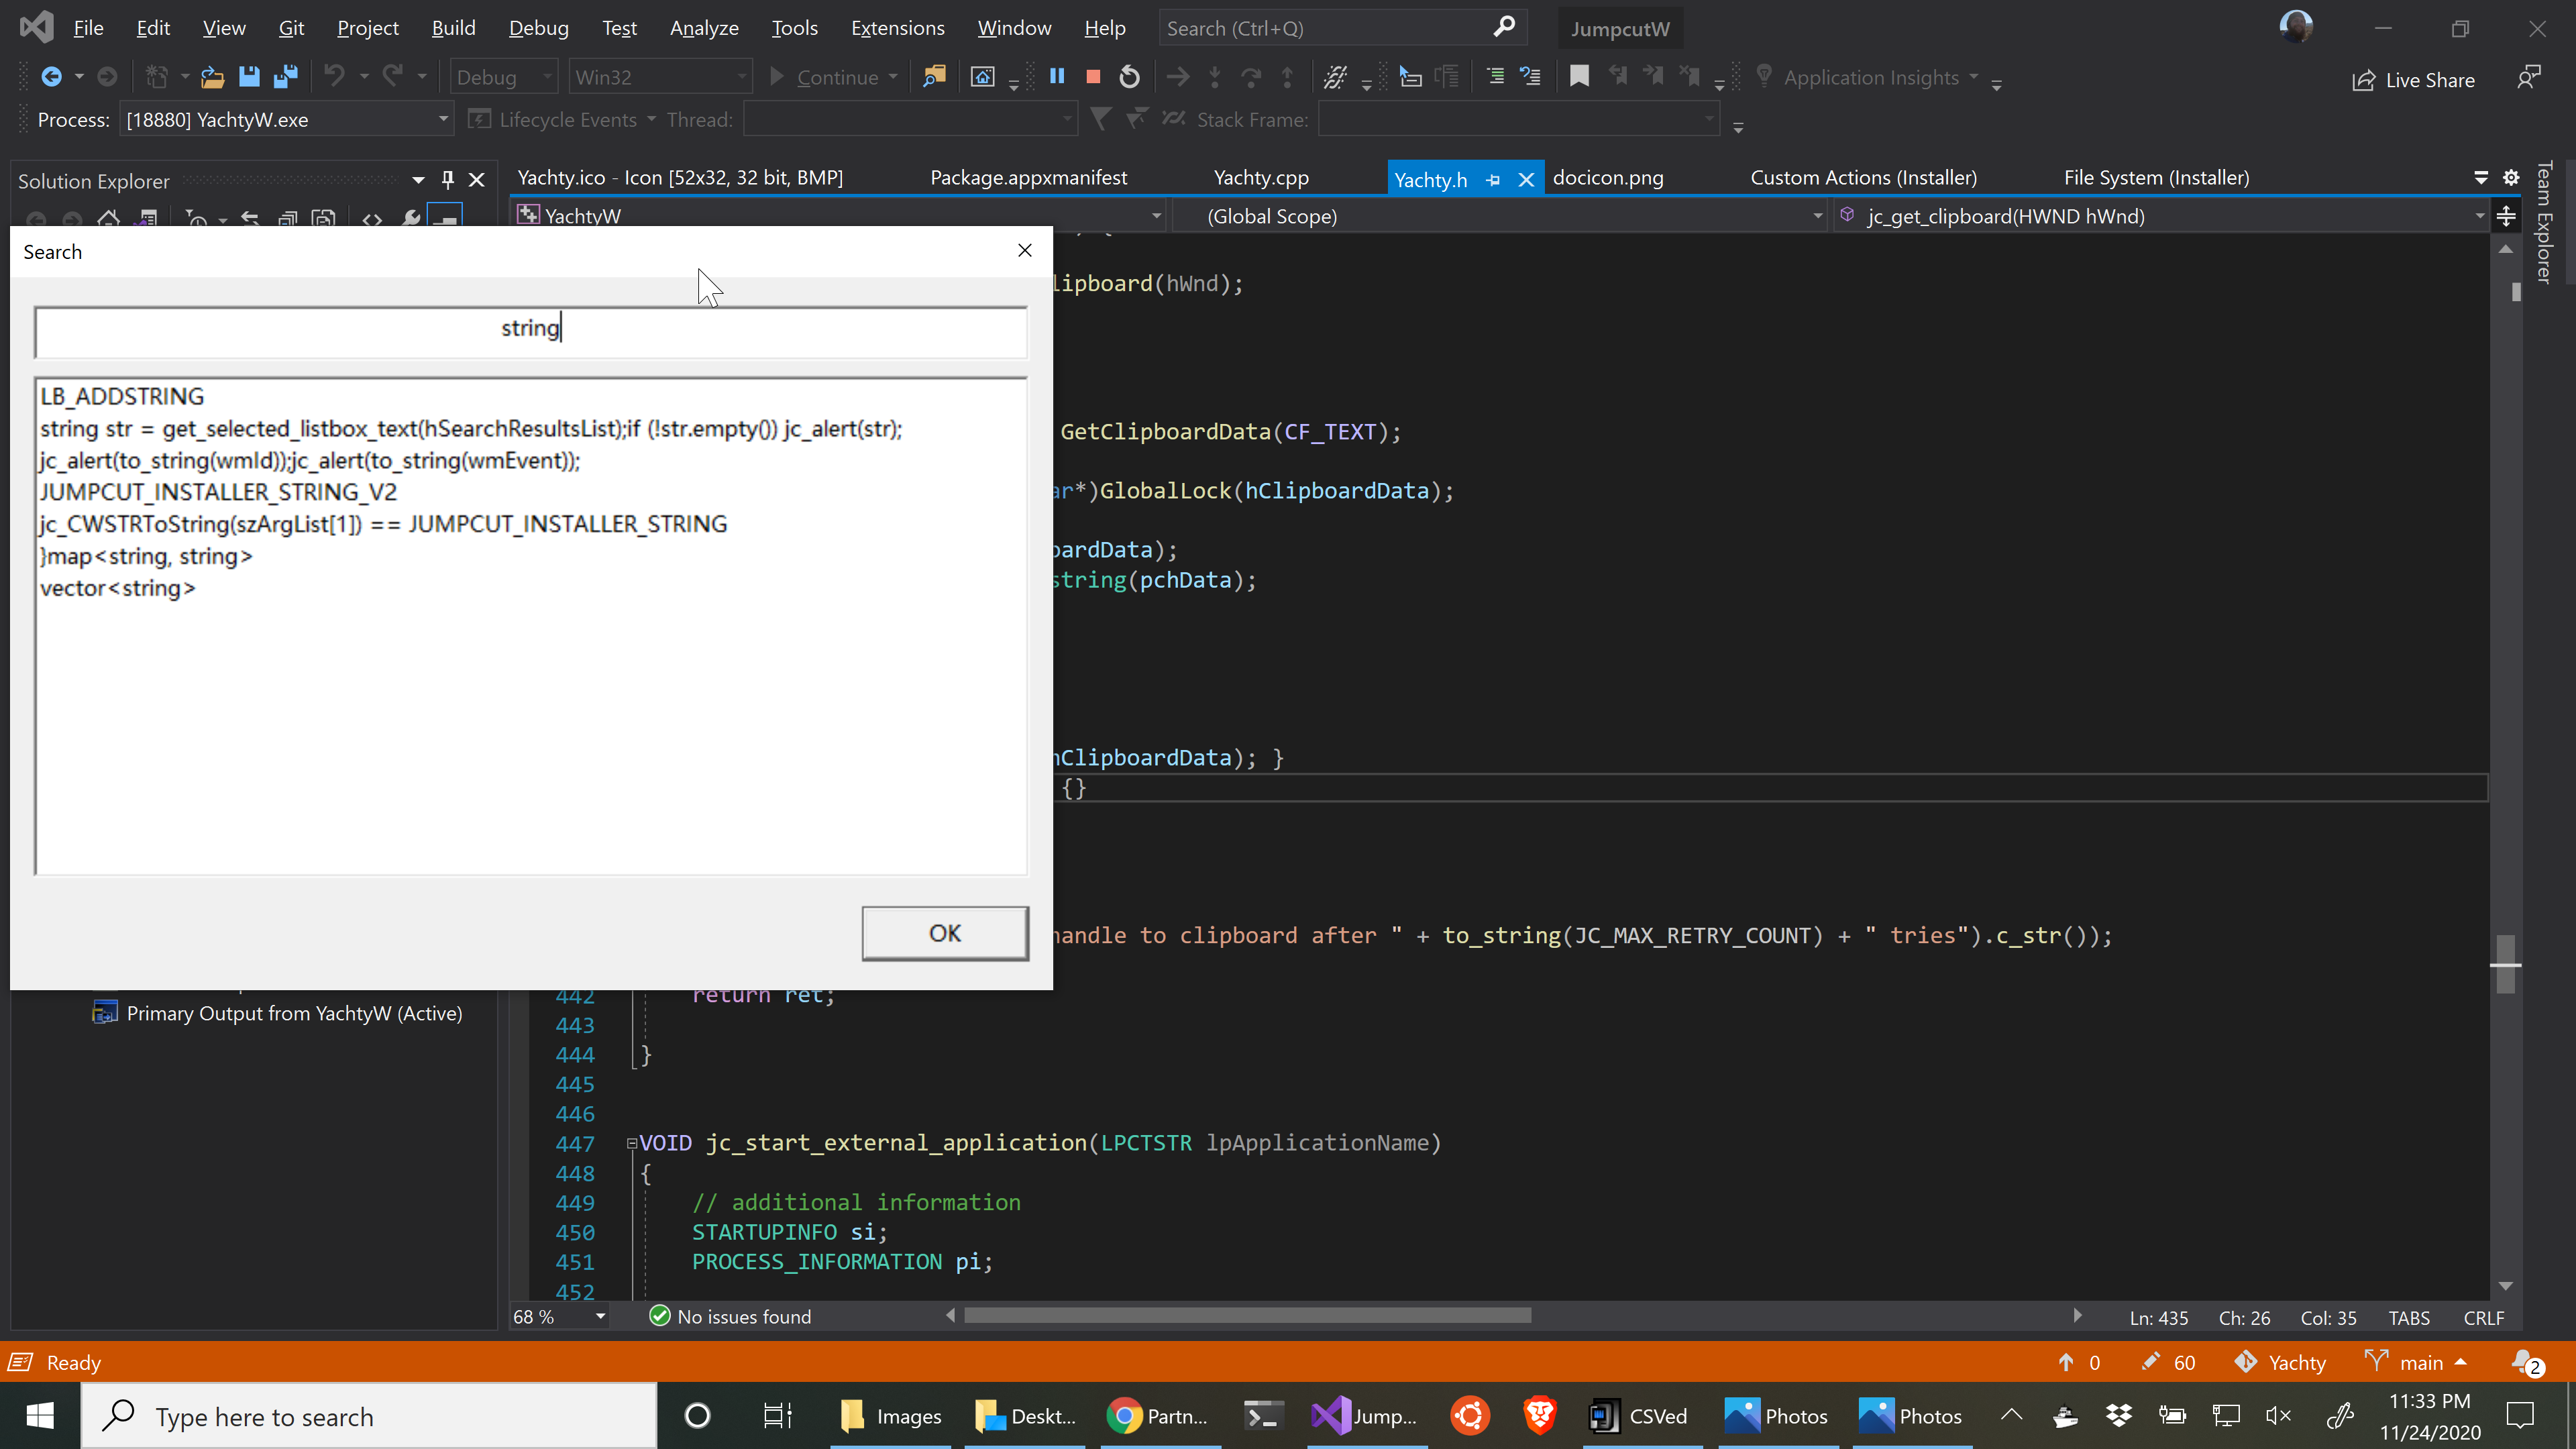 File Edit View Git Project Build Debug Test Analyze Tools Extensions Window Help Search (Ctrl+Q) JumpcutW
Debug Win32 Continue Application Insights Live Share
Process: [18880] YachtyW.exe Lifecycle Events Thread: Stack Frame:
Solution Explorer
Yachty.ico - Icon [52x32, 32 bit, BMP] Package.appxmanifest Yachty.cpp Yachty.h docicon.png Custom Actions (Installer) File System (Installer)
Team Explorer
YachtyW (Global Scope) jc_get_clipboard(HWND hWnd)
Search
string
LB_ADDSTRING
string str = get_selected_listbox_text(hSearchResultsList);if (!str.empty()) jc_alert(str);
jc_alert(to_string(wmId));jc_alert(to_string(wmEvent));
JUMPCUT_INSTALLER_STRING_V2
jc_CWSTRToString(szArgList[1]) == JUMPCUT_INSTALLER_STRING
}map<string, string>
vector<string>
OK
lipboard(hWnd);
GetClipboardData(CF_TEXT);
ar*)GlobalLock(hClipboardData);
oardData);
string(pchData);
hClipboardData); }
{}
handle to clipboard after " + to_string(JC_MAX_RETRY_COUNT) + " tries").c_str());
Primary Output from YachtyW (Active)
442 return ret;
443
444 }
445
446
447 VOID jc_start_external_application(LPCTSTR lpApplicationName)
448 {
449 // additional information
450 STARTUPINFO si;
451 PROCESS_INFORMATION pi;
452
68 % No issues found Ln: 435 Ch: 26 Col: 35 TABS CRLF
Ready 0 60 Yachty main 2
Type here to search Images Deskt... Partn... Jump... CSVed Photos Photos 11:33 PM
11/24/2020